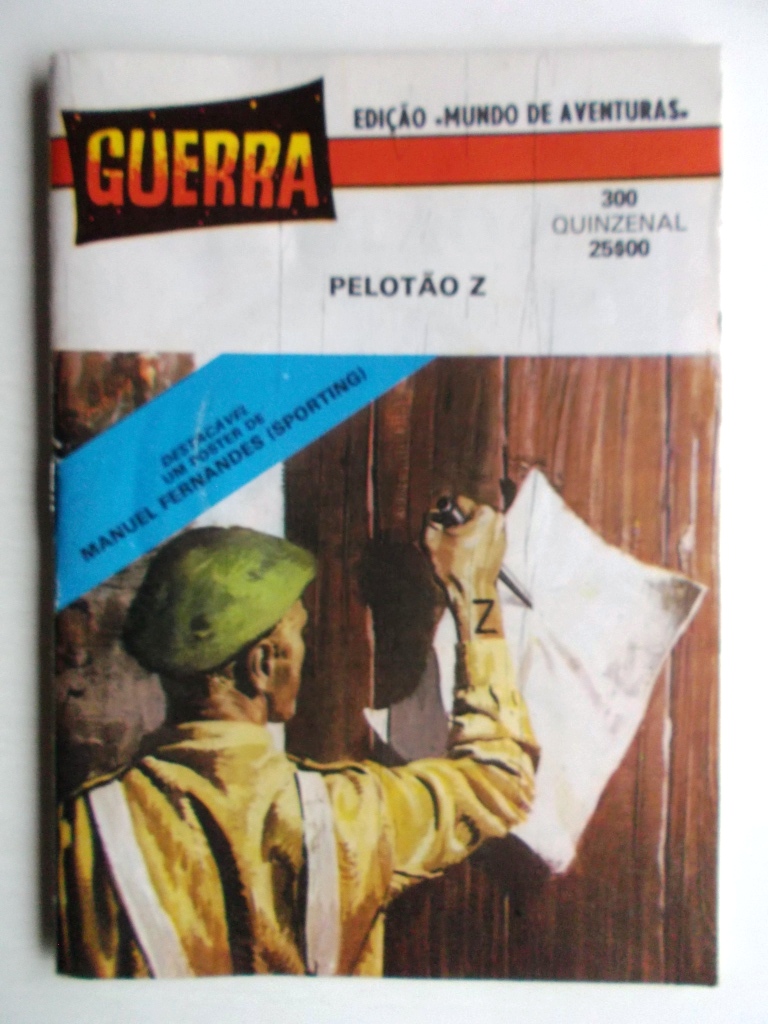 GUERRA
EDIÇÃO «MUNDO DE AVENTURAS»
300
QUINZENAL
25$00
PELOTÃO Z
DESTACÁVEL
UM POSTER DE
MANUEL FERNANDES (SPORTING)
Z